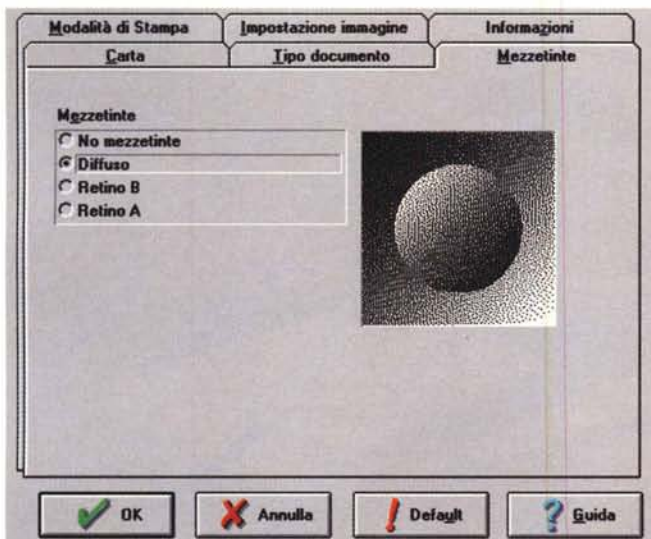 Modalità di Stampa
Impostazione immagine
Informazioni
Carta
Tipo documento
Mezzetinte
Mezzetinte
No mezzetinte
Diffuso
Retino B
Retino A
OK
Annulla
Default
Guida